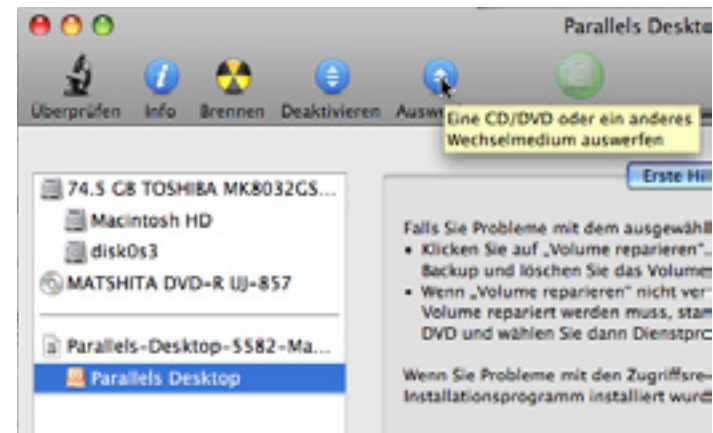 Parallels Deskto
Überprüfen Info Brennen Deaktivieren Ausw
Eine CD/DVD oder ein anderes
Wechselmedium auswerfen
Erste Hil
74.5 GB TOSHIBA MK8032GS...
Macintosh HD
disk0s3
MATSHITA DVD-R UJ-857
Parallels-Desktop-5582-Ma...
Parallels Desktop
Falls Sie Probleme mit dem ausgewähl
• Klicken Sie auf „Volume reparieren“.
Backup und löschen Sie das Volume
• Wenn „Volume reparieren“ nicht ver
Volume repariert werden muss, star
DVD und wählen Sie dann Dienstpro
Wenn Sie Probleme mit den Zugriffsre
Installationsprogramm installiert wurd